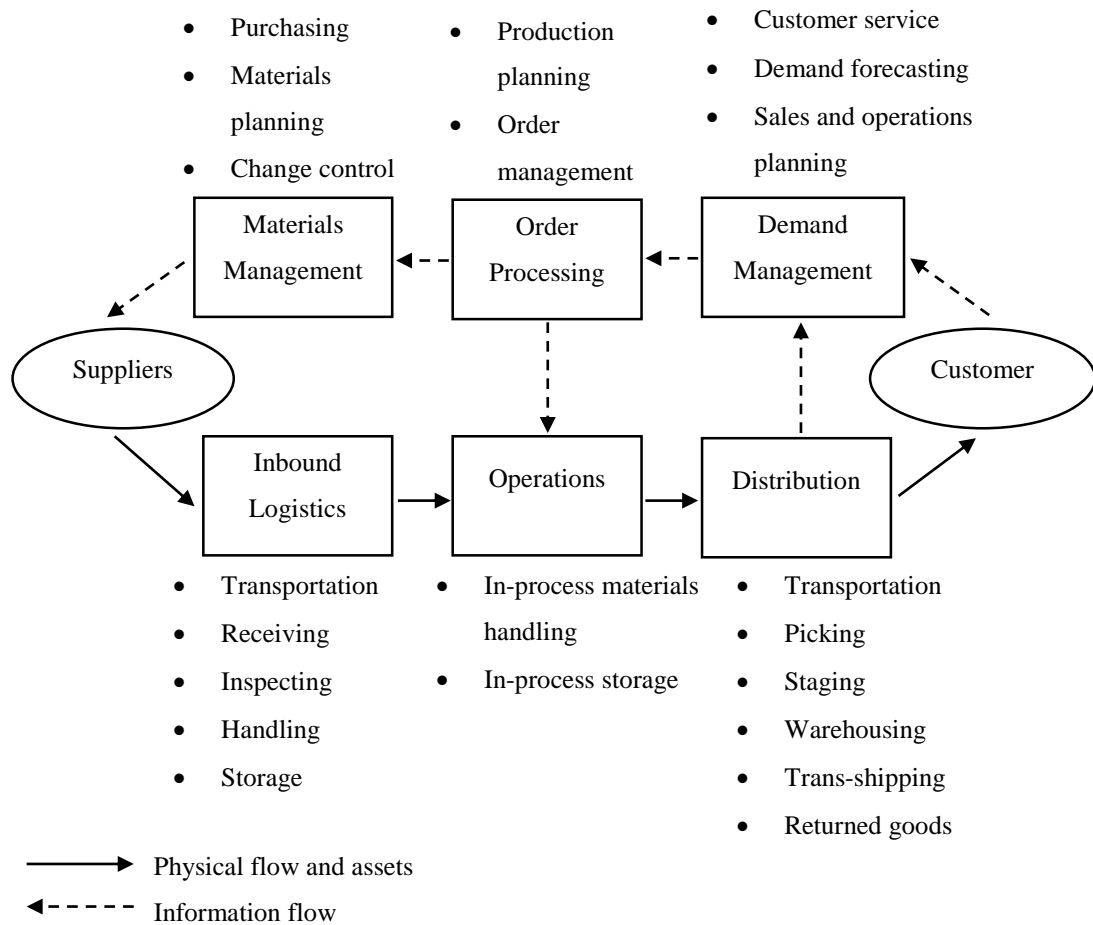 • Purchasing
• Materials
planning
• Change control
• Production
planning
• Order
management
• Customer service
• Demand forecasting
• Sales and operations
planning
Materials
Management
Order
Processing
Demand
Management
Suppliers
Customer
Inbound
Logistics
Operations
Distribution
• Transportation
• Receiving
• Inspecting
• Handling
• Storage
• In-process materials
handling
• In-process storage
• Transportation
• Picking
• Staging
• Warehousing
• Trans-shipping
• Returned goods
Physical flow and assets
Information flow